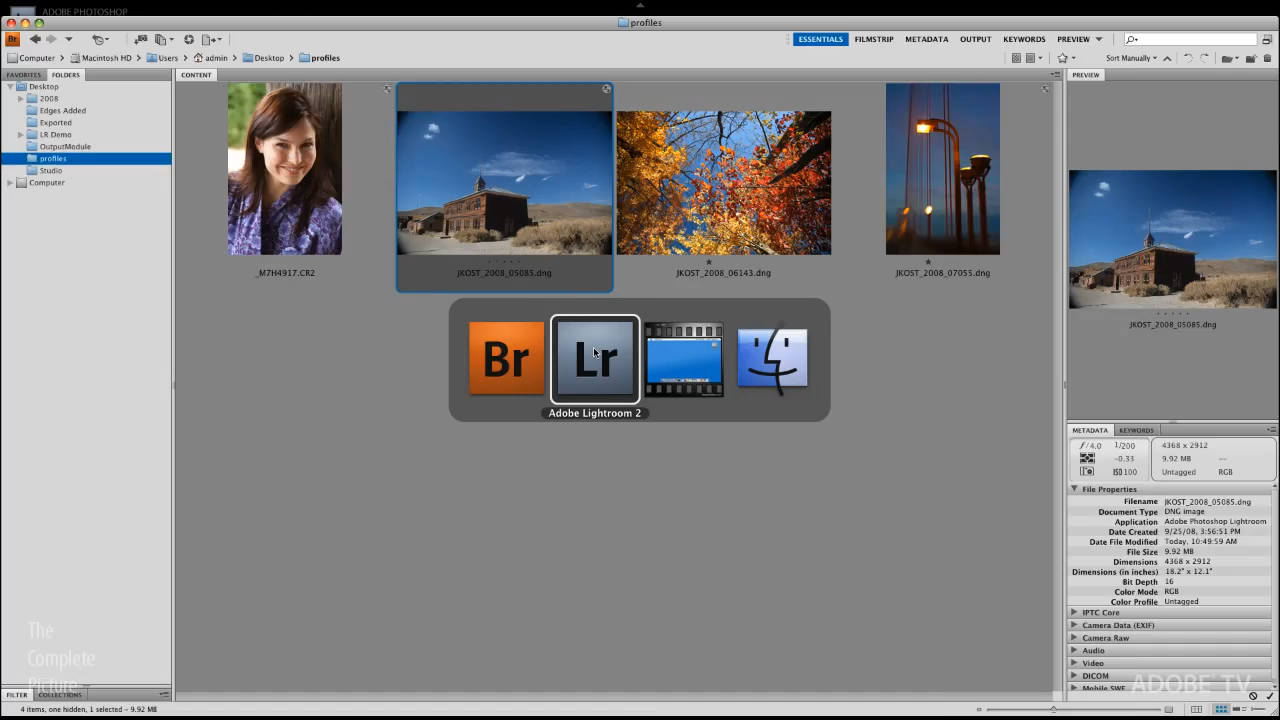 ADOBE PHOTOSHOP
profiles
Br
ESSENTIALS FILMSTRIP METADATA OUTPUT KEYWORDS PREVIEW
Computer Macintosh HD Users admin Desktop profiles
Sort Manually
FAVORITES FOLDERS
CONTENT
PREVIEW
Desktop
2008
Edges Added
Exported
LR Demo
OutputModule
profiles
Studio
Computer
_M7H4917.CR2
JKOST_2008_05085.dng
JKOST_2008_06143.dng
JKOST_2008_07055.dng
JKOST_2008_05085.dng
Br Lr
Adobe Lightroom 2
METADATA KEYWORDS
f/4.0 1/200
-0.33
ISO 100
4368 x 2912
9.92 MB --
Untagged RGB
File Properties
Filename JKOST_2008_05085.dng
Document Type DNG image
Application Adobe Photoshop Lightroom
Date Created 9/25/08, 3:56:51 PM
Date File Modified Today, 10:49:59 AM
File Size 9.92 MB
Dimensions 4368 x 2912
Dimensions (in inches) 18.2" x 12.1"
Bit Depth 16
Color Mode RGB
Color Profile Untagged
IPTC Core
Camera Data (EXIF)
Camera Raw
Audio
Video
DICOM
Mobile SWF
The
Complete
Picture
ADOBE TV
FILTER COLLECTIONS
4 items, one hidden, 1 selected - 9.92 MB